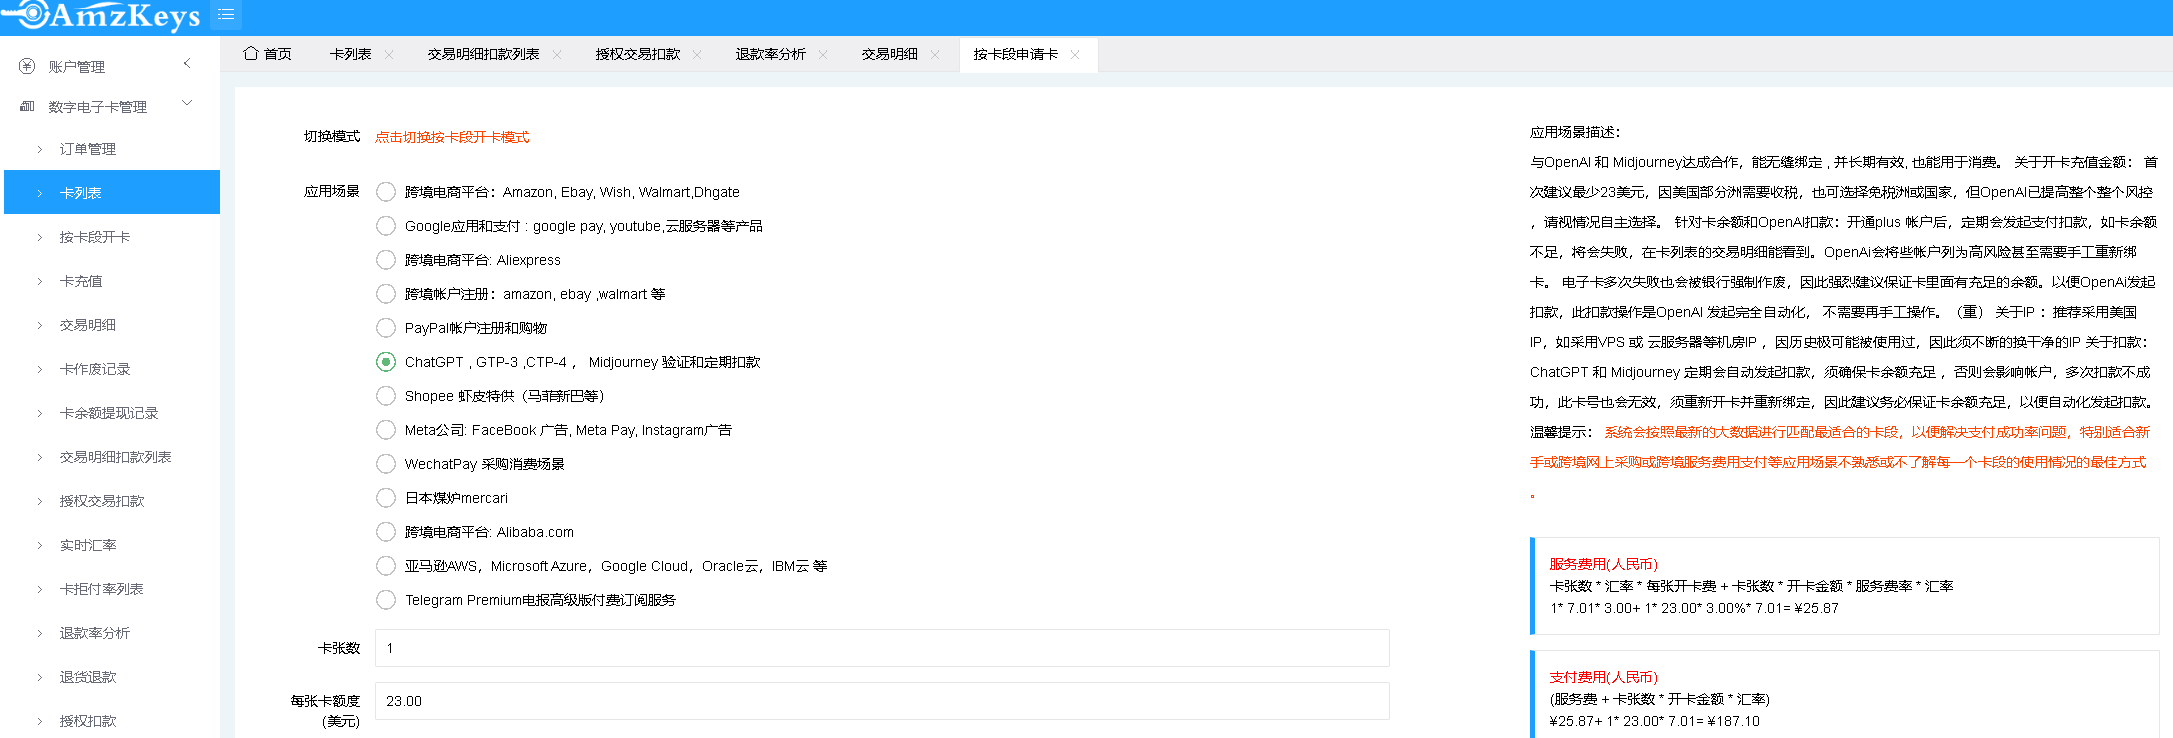 AmzKeys
首页
卡列表
交易明细扣款列表
授权交易扣款
退款率分析
交易明细
按卡段申请卡
账户管理
数字电子卡管理
订单管理
卡列表
按卡段开卡
卡充值
交易明细
卡作废记录
卡余额提现记录
交易明细扣款列表
授权交易扣款
实时汇率
卡拒付率列表
退款率分析
退货退款
授权扣款
切换模式
点击切换按卡段开卡模式
应用场景
跨境电商平台：Amazon, Ebay, Wish, Walmart,Dhgate
Google应用和支付 : google pay, youtube,云服务器等产品
跨境电商平台: Aliexpress
跨境帐户注册：amazon, ebay ,walmart 等
PayPal帐户注册和购物
ChatGPT , GTP-3 ,CTP-4 ， Midjourney 验证和定期扣款
Shopee 虾皮特供（马菲新巴等）
Meta公司: FaceBook 广告, Meta Pay, Instagram广告
WechatPay 采购消费场景
日本煤炉mercari
跨境电商平台: Alibaba.com
亚马逊AWS，Microsoft Azure，Google Cloud，Oracle云，IBM云 等
Telegram Premium电报高级版付费订阅服务
卡张数
1
每张卡额度
(美元)
23.00
应用场景描述：
与OpenAI 和 Midjourney达成合作，能无缝绑定 , 并长期有效, 也能用于消费。 关于开卡充值金额： 首
次建议最少23美元，因美国部分洲需要收税，也可选择免税洲或国家，但OpenAI已提高整个整个风控
，请视情况自主选择。 针对卡余额和OpenAI扣款：开通plus 帐户后，定期会发起支付扣款，如卡余额
不足，将会失败，在卡列表的交易明细能看到。OpenAi会将些帐户列为高风险甚至需要手工重新绑
卡。 电子卡多次失败也会被银行强制作废，因此强烈建议保证卡里面有充足的余额。以便OpenAi发起
扣款，此扣款操作是OpenAI 发起完全自动化， 不需要再手工操作。（重） 关于IP ：推荐采用美国
IP，如采用VPS 或 云服务器等机房IP ，因历史极可能被使用过，因此须不断的换干净的IP 关于扣款：
ChatGPT 和 Midjourney 定期会自动发起扣款，须确保卡余额充足 ，否则会影响帐户，多次扣款不成
功，此卡号也会无效，须重新开卡并重新绑定，因此建议务必保证卡余额充足，以便自动化发起扣款。
温馨提示： 系统会按照最新的大数据进行匹配最适合的卡段，以便解决支付成功率问题，特别适合新
手或跨境网上采购或跨境服务费用支付等应用场景不熟悉或不了解每一个卡段的使用情况的最佳方式
。
服务费用(人民币)
卡张数 * 汇率 * 每张开卡费 + 卡张数 * 开卡金额 * 服务费率 * 汇率
1* 7.01* 3.00+ 1* 23.00* 3.00%* 7.01= ¥25.87
支付费用(人民币)
(服务费 + 卡张数 * 开卡金额 * 汇率)
¥25.87+ 1* 23.00* 7.01= ¥187.10